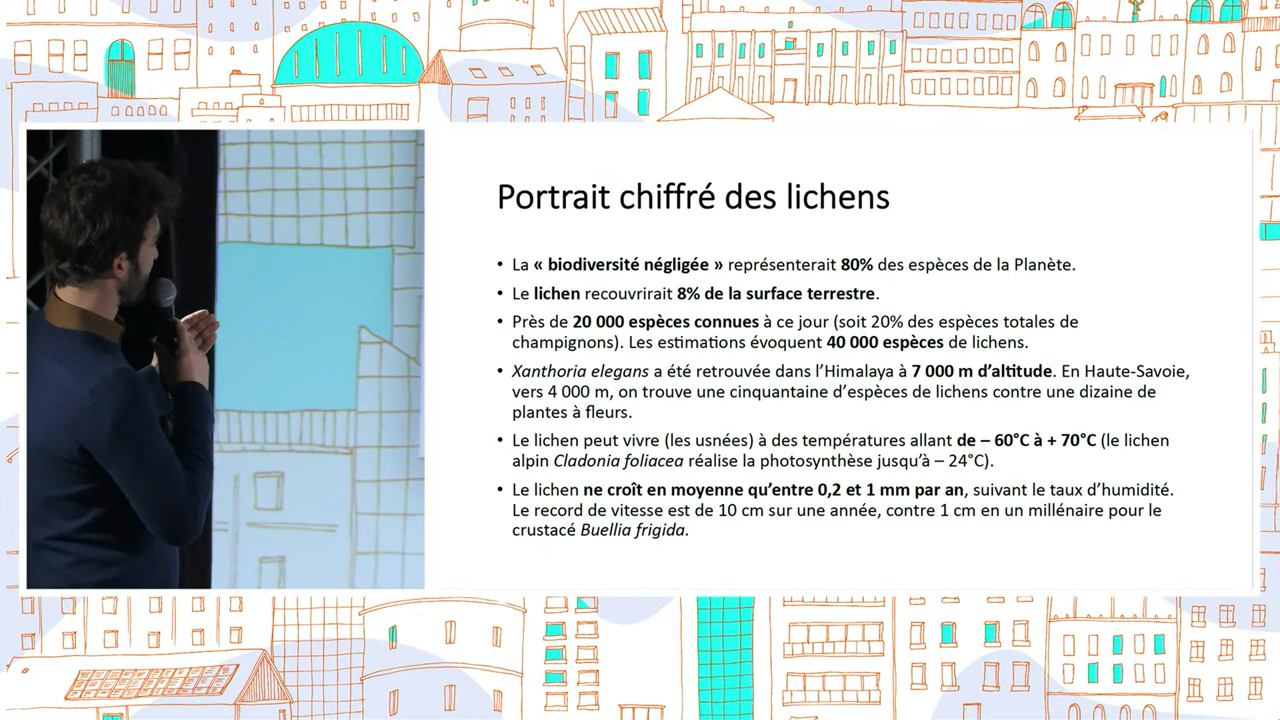 Portrait chiffré des lichens
• La « biodiversité négligée » représenterait 80% des espèces de la Planète.
• Le lichen recouvrirait 8% de la surface terrestre.
• Près de 20 000 espèces connues à ce jour (soit 20% des espèces totales de
champignons). Les estimations évoquent 40 000 espèces de lichens.
• Xanthoria elegans a été retrouvée dans l’Himalaya à 7 000 m d’altitude. En Haute-Savoie,
vers 4 000 m, on trouve une cinquantaine d’espèces de lichens contre une dizaine de
plantes à fleurs.
• Le lichen peut vivre (les usnées) à des températures allant de – 60°C à + 70°C (le lichen
alpin Cladonia foliacea réalise la photosynthèse jusqu’à – 24°C).
• Le lichen ne croît en moyenne qu’entre 0,2 et 1 mm par an, suivant le taux d’humidité.
Le record de vitesse est de 10 cm sur une année, contre 1 cm en un millénaire pour le
crustacé Buellia frigida.